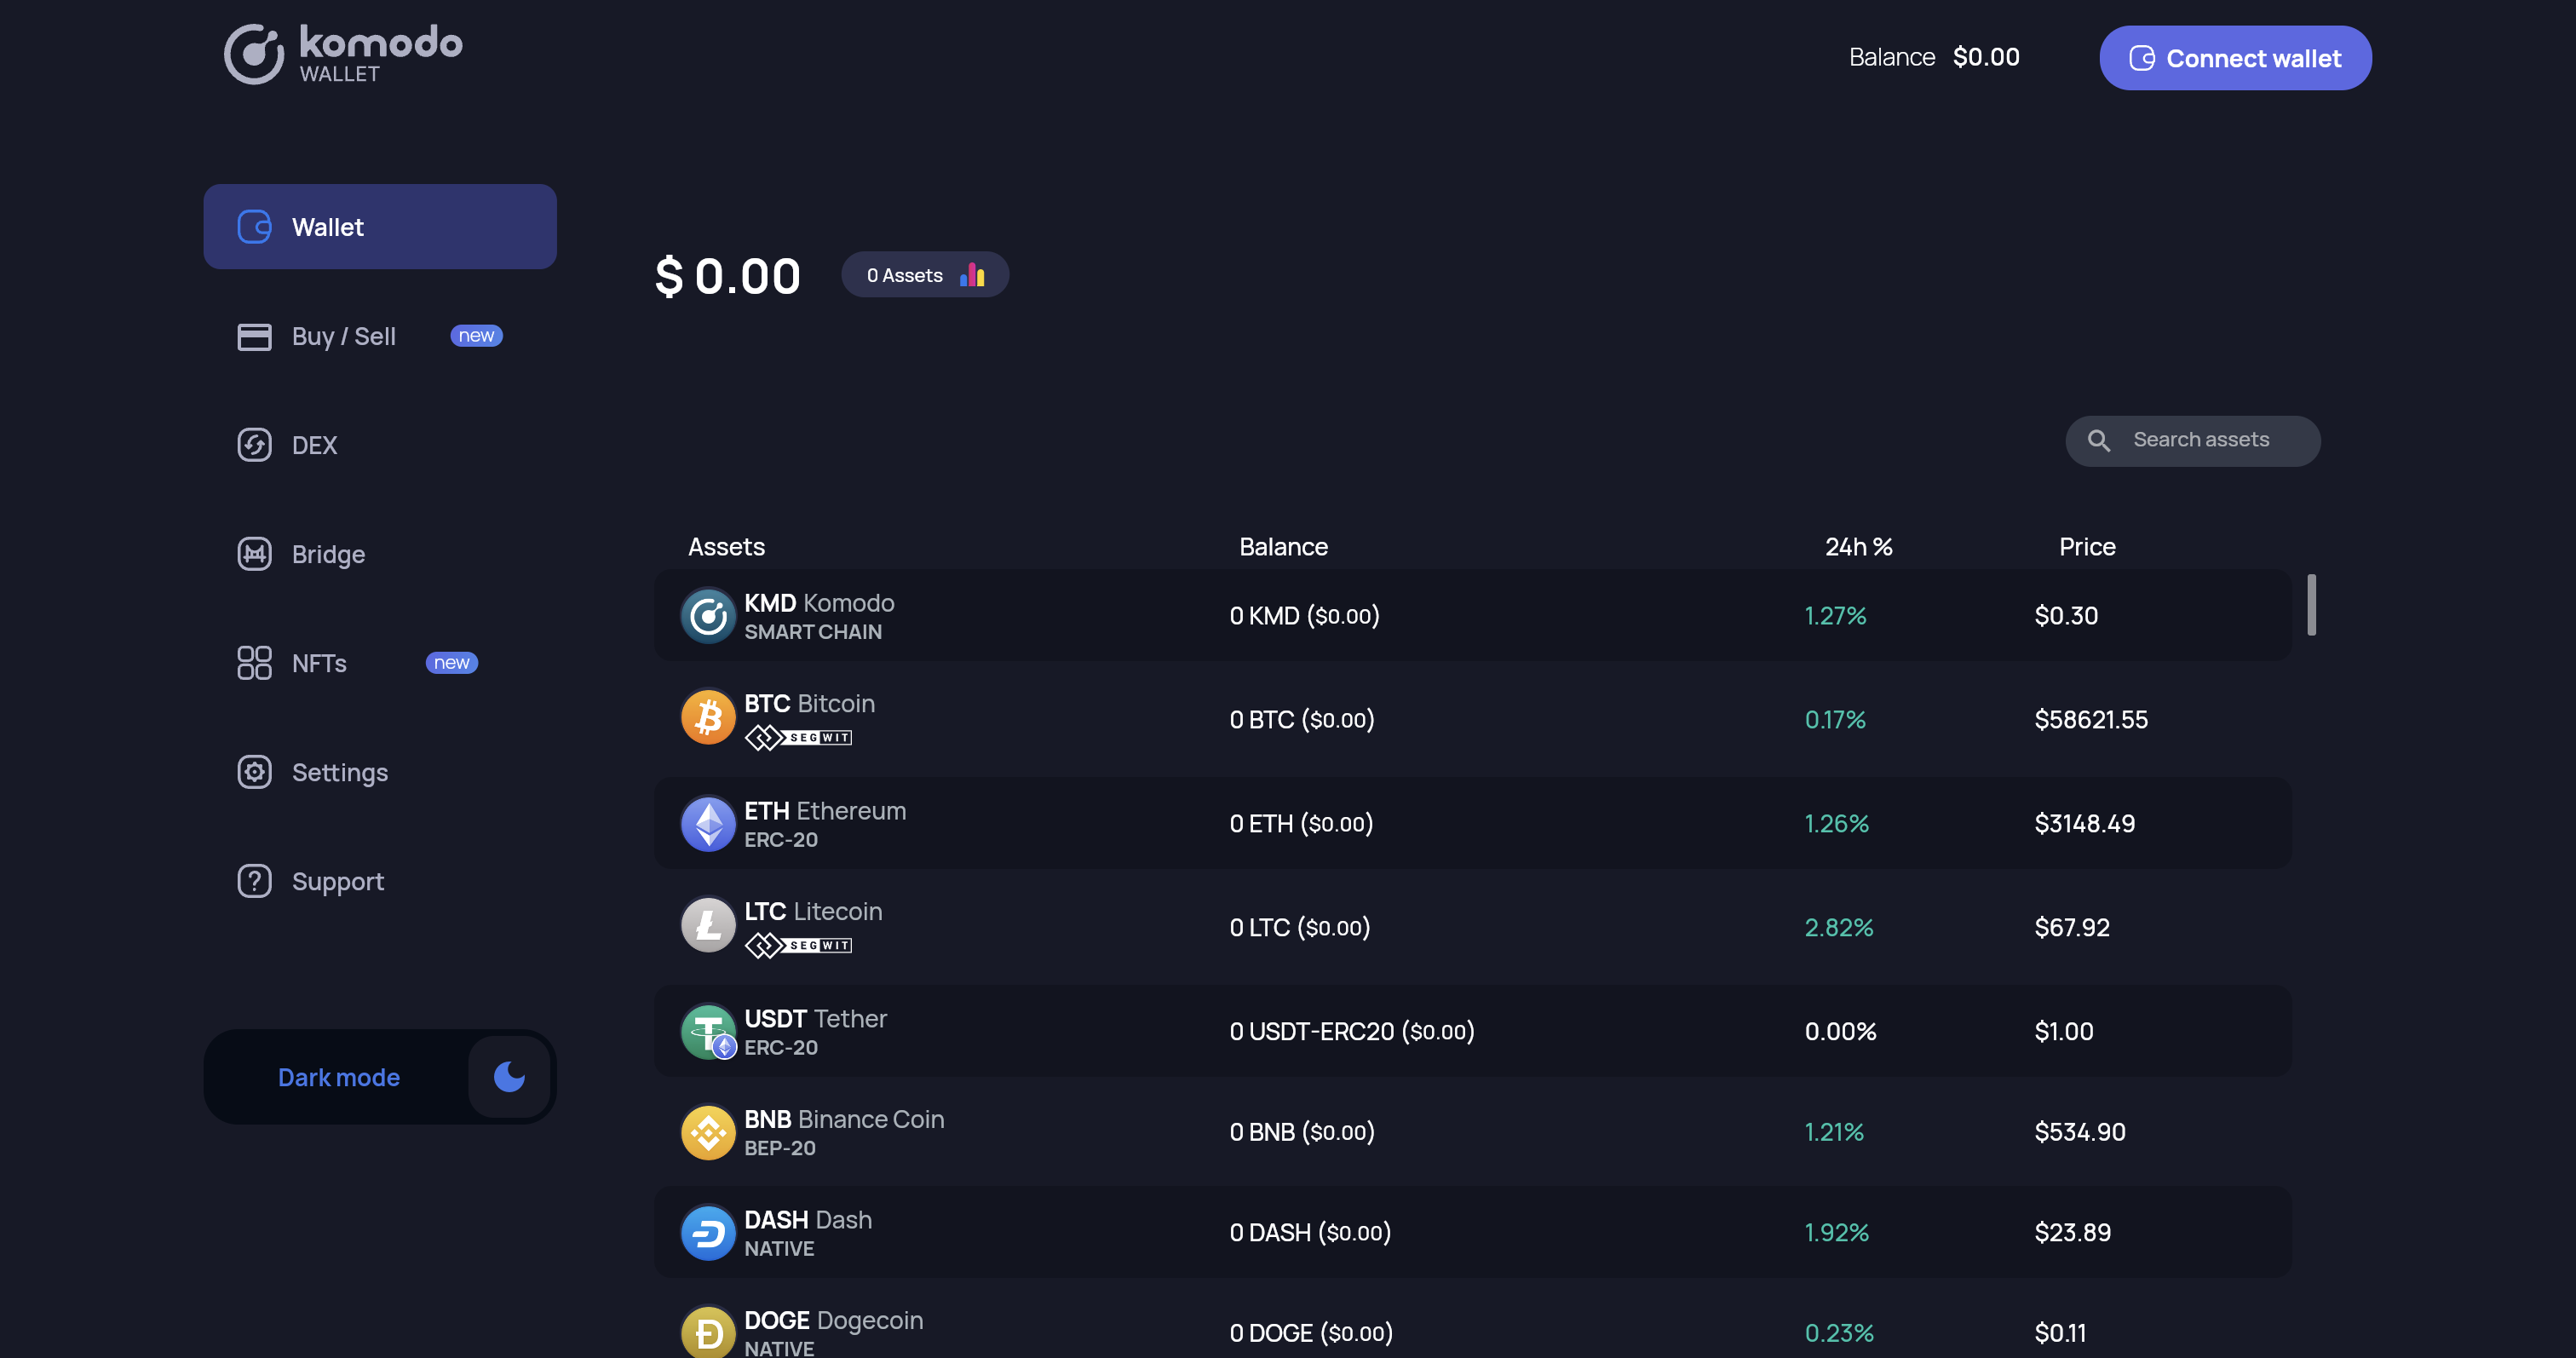 komodo
WALLET
Balance $0.00
Connect wallet
Wallet
Buy / Sell new
DEX
Bridge
NFTs new
Settings
Support
Dark mode
$ 0.00
0 Assets
Search assets
Assets Balance 24h % Price
KMD Komodo
SMART CHAIN
0 KMD ($0.00) 1.27% $0.30
BTC Bitcoin
SEGWIT
0 BTC ($0.00) 0.17% $58621.55
ETH Ethereum
ERC-20
0 ETH ($0.00) 1.26% $3148.49
LTC Litecoin
SEGWIT
0 LTC ($0.00) 2.82% $67.92
USDT Tether
ERC-20
0 USDT-ERC20 ($0.00) 0.00% $1.00
BNB Binance Coin
BEP-20
0 BNB ($0.00) 1.21% $534.90
DASH Dash
NATIVE
0 DASH ($0.00) 1.92% $23.89
DOGE Dogecoin
NATIVE
0 DOGE ($0.00) 0.23% $0.11